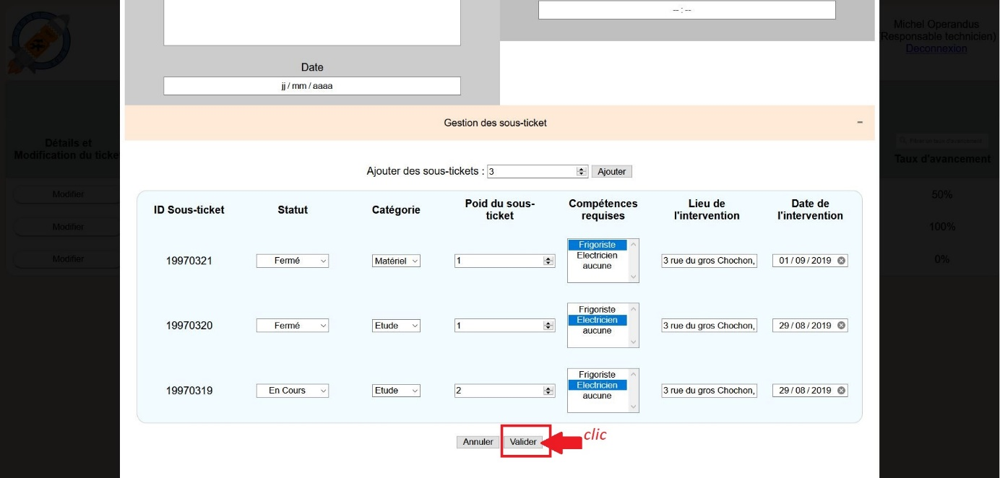 -- : --
Michel Operandus
(Responsable technicien)
Deconnexion
Date
jj / mm / aaaa
Gestion des sous-ticket
−
Détails et
Modification du ticke
Taux d'avancement
Ajouter des sous-tickets : 3 Ajouter
ID Sous-ticket Statut Catégorie Poid du sous-ticket Compétences requises Lieu de l'intervention Date de l'intervention
Modifier
50%
Modifier
100%
Modifier
0%
19970321 Fermé Matériel 1
Frigoriste
Electricien
aucune
3 rue du gros Chochon, 01 / 09 / 2019
19970320 Fermé Etude 1
Frigoriste
Electricien
aucune
3 rue du gros Chochon, 29 / 08 / 2019
19970319 En Cours Etude 2
Frigoriste
Electricien
aucune
3 rue du gros Chochon, 29 / 08 / 2019
Annuler Valider clic